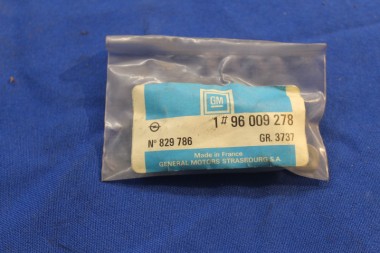 GM
1# 96 009 278
N° 829 786 GR. 3737
Made in France
GENERAL MOTORS STRASBOURG S.A.